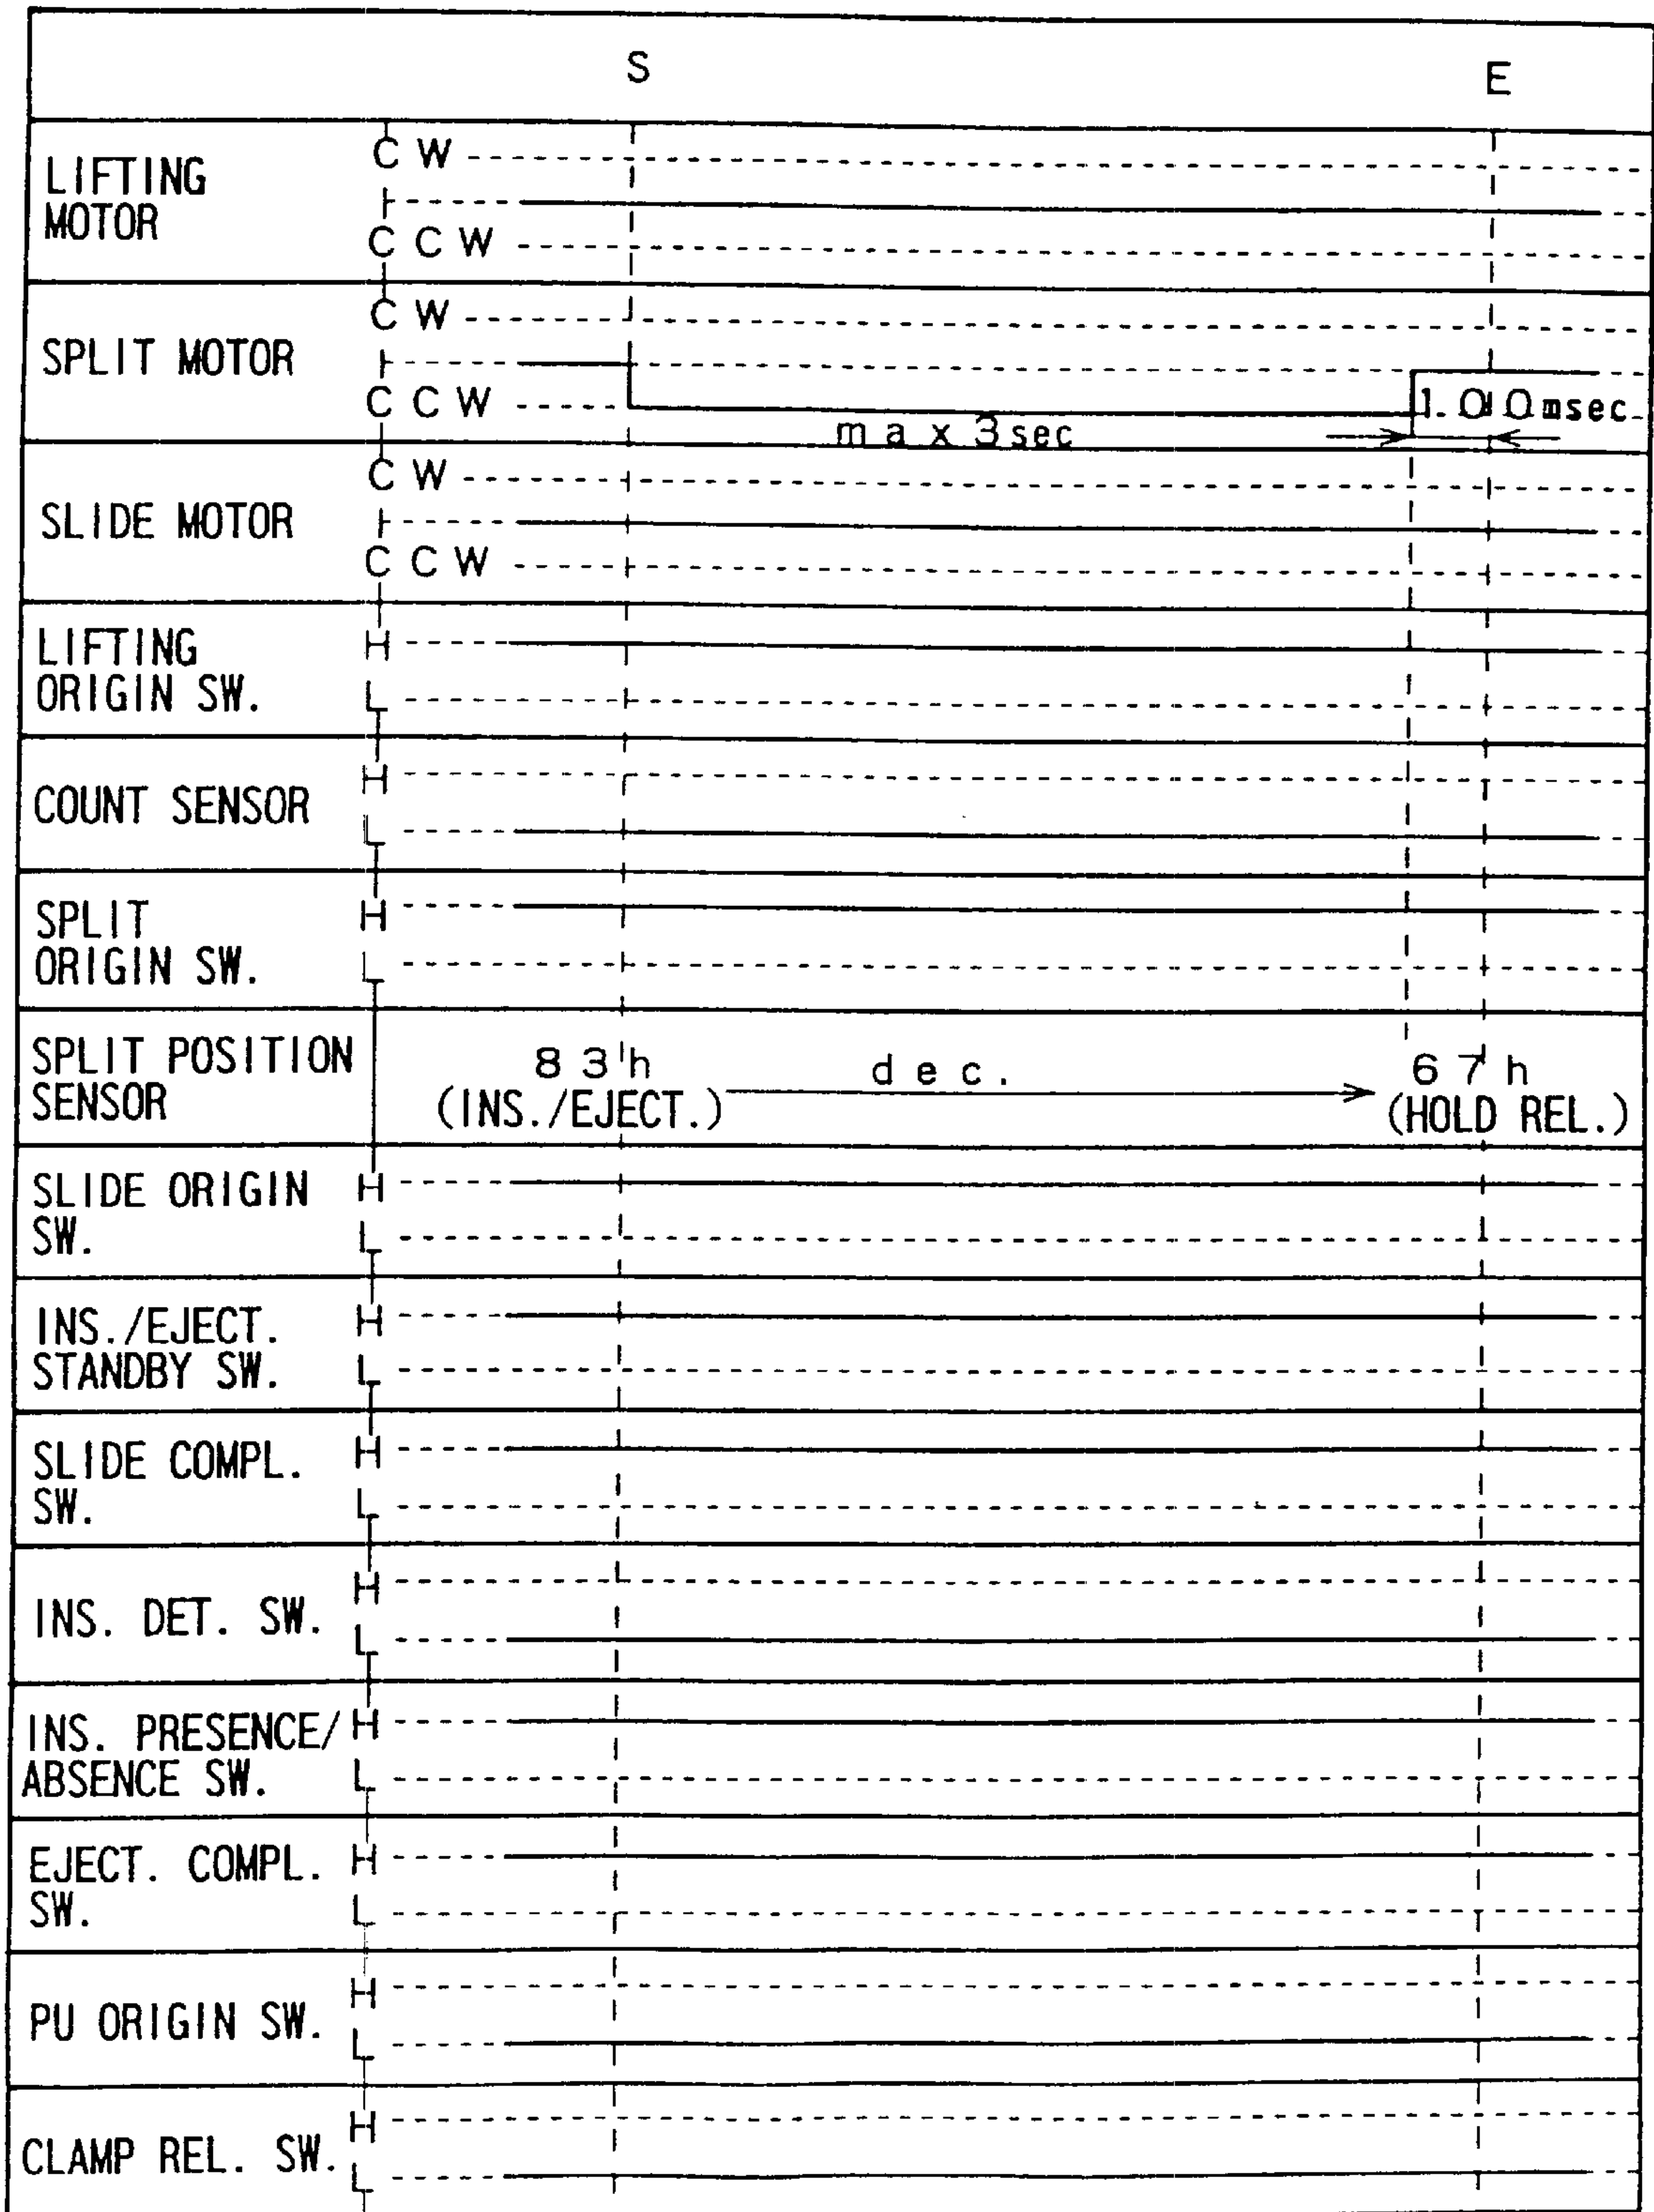 S E
LIFTING
MOTOR
CW
CCW
SPLIT MOTOR
CW
CCW
max 3sec
100msec
SLIDE MOTOR
CW
CCW
LIFTING
ORIGIN SW.
H
L
COUNT SENSOR
H
L
SPLIT
ORIGIN SW.
H
L
SPLIT POSITION
SENSOR
83h
(INS./EJECT.)
dec.
67h
(HOLD REL.)
SLIDE ORIGIN
SW.
H
L
INS./EJECT.
STANDBY SW.
H
L
SLIDE COMPL.
SW.
H
L
INS. DET. SW.
H
L
INS. PRESENCE/
ABSENCE SW.
H
L
EJECT. COMPL.
SW.
H
L
PU ORIGIN SW.
H
L
CLAMP REL. SW.
H
L